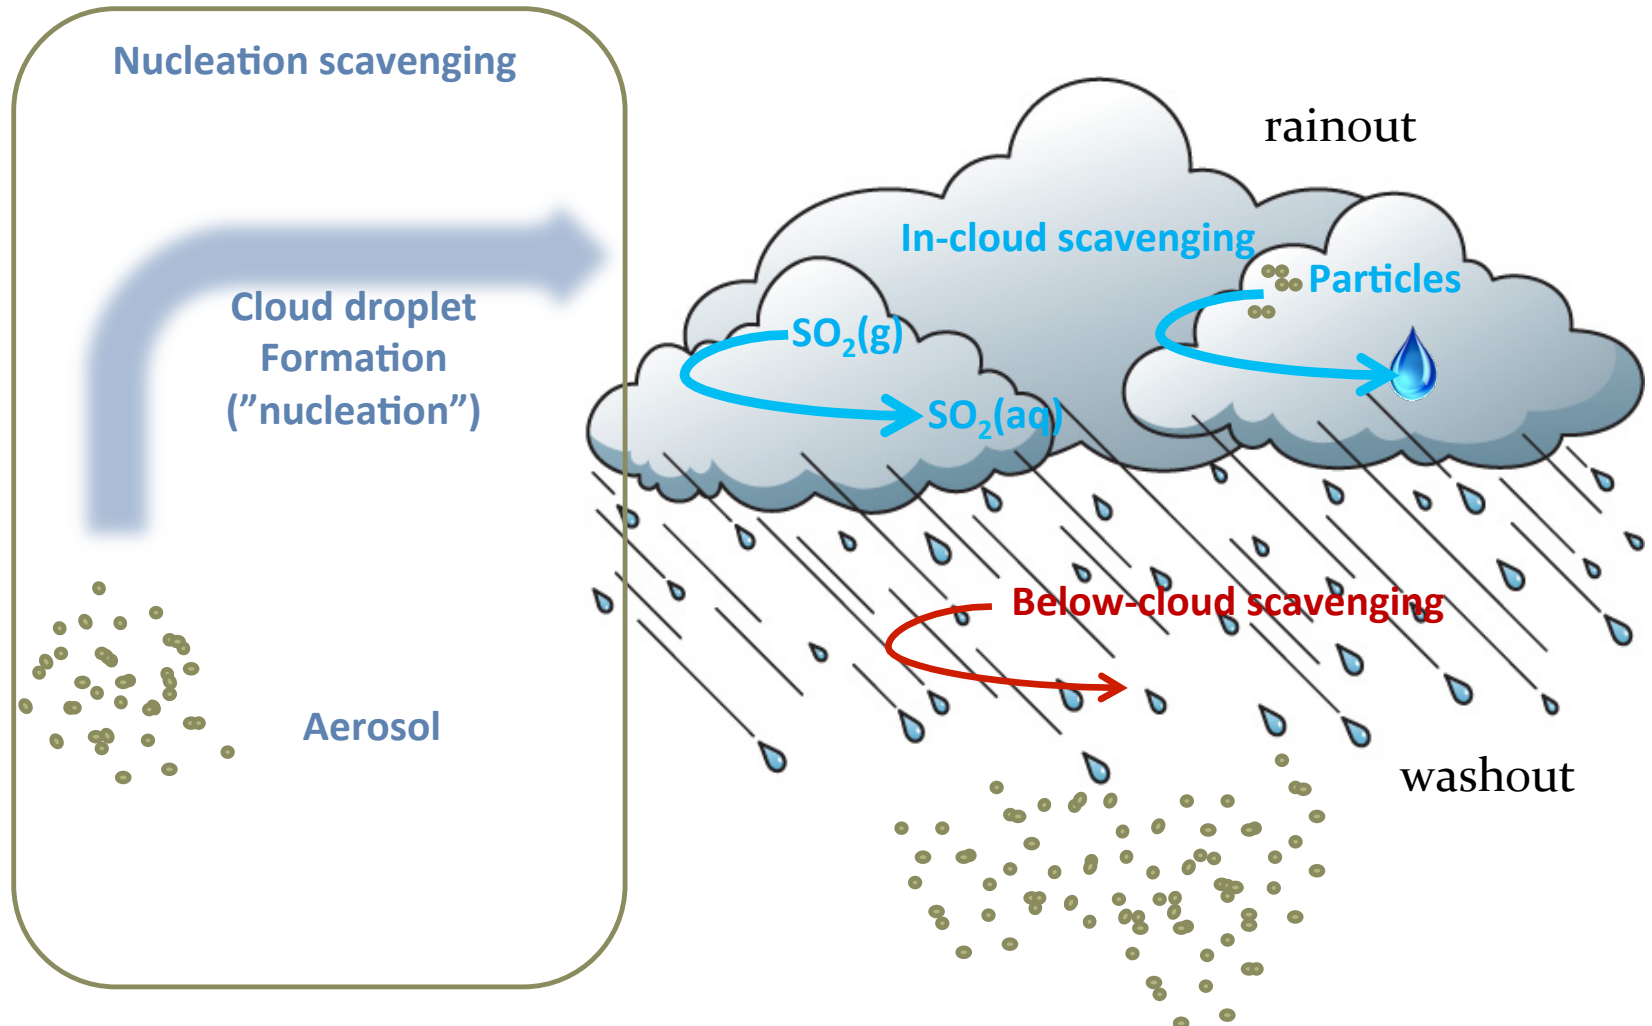 Nucleation scavenging
Cloud droplet
Formation
(”nucleation”)
Aerosol
rainout
In-cloud scavenging
Particles
SO₂(g)
SO₂(aq)
Below-cloud scavenging
washout